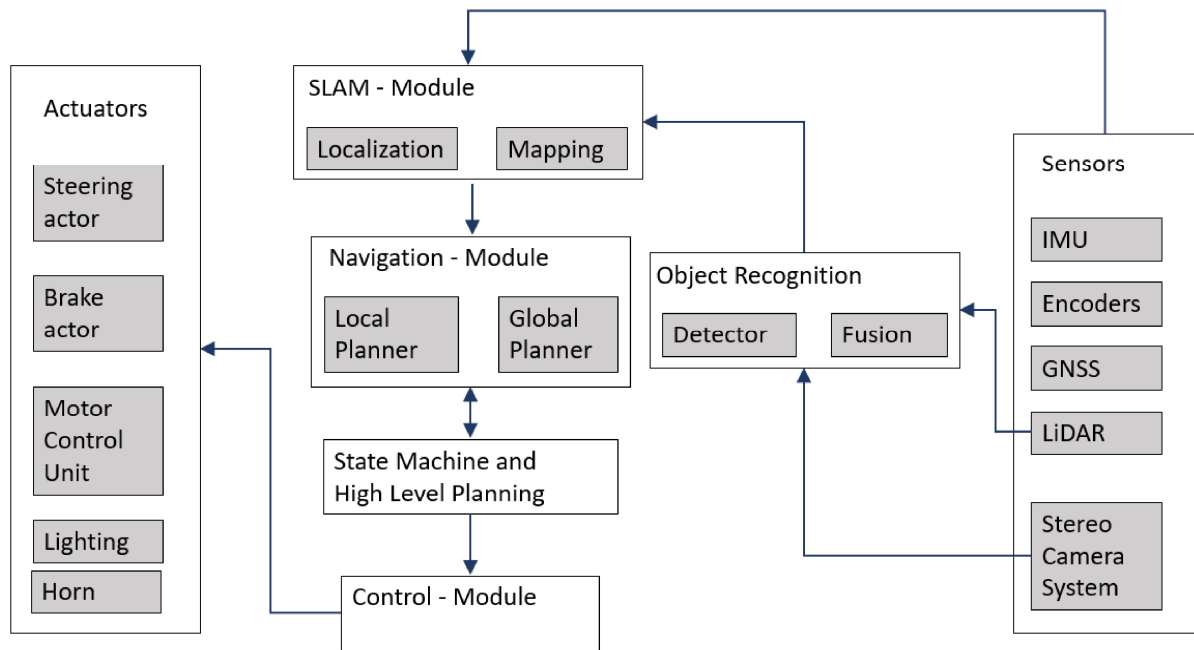 Actuators
Steering
actor
Brake
actor
Motor
Control
Unit
Lighting
Horn
SLAM - Module
Localization
Mapping
Navigation - Module
Local
Planner
Global
Planner
State Machine and
High Level Planning
Control - Module
Object Recognition
Detector
Fusion
Sensors
IMU
Encoders
GNSS
LiDAR
Stereo
Camera
System